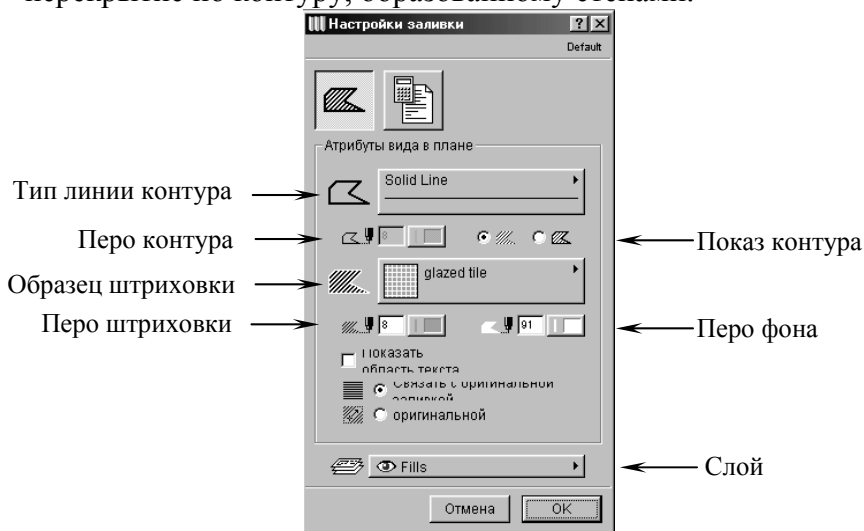 перекрытие по контуру, образованному стенами.
Настройки заливки
Default
Атрибуты вида в плане
Тип линии контура
Solid Line
Перо контура
8
Показ контура
Образец штриховки
glazed tile
Перо штриховки
8
91
Перо фона
Показать
область текста
Связать с оригинальной
заливкой
оригинальной
Fills
Слой
Отмена
OK